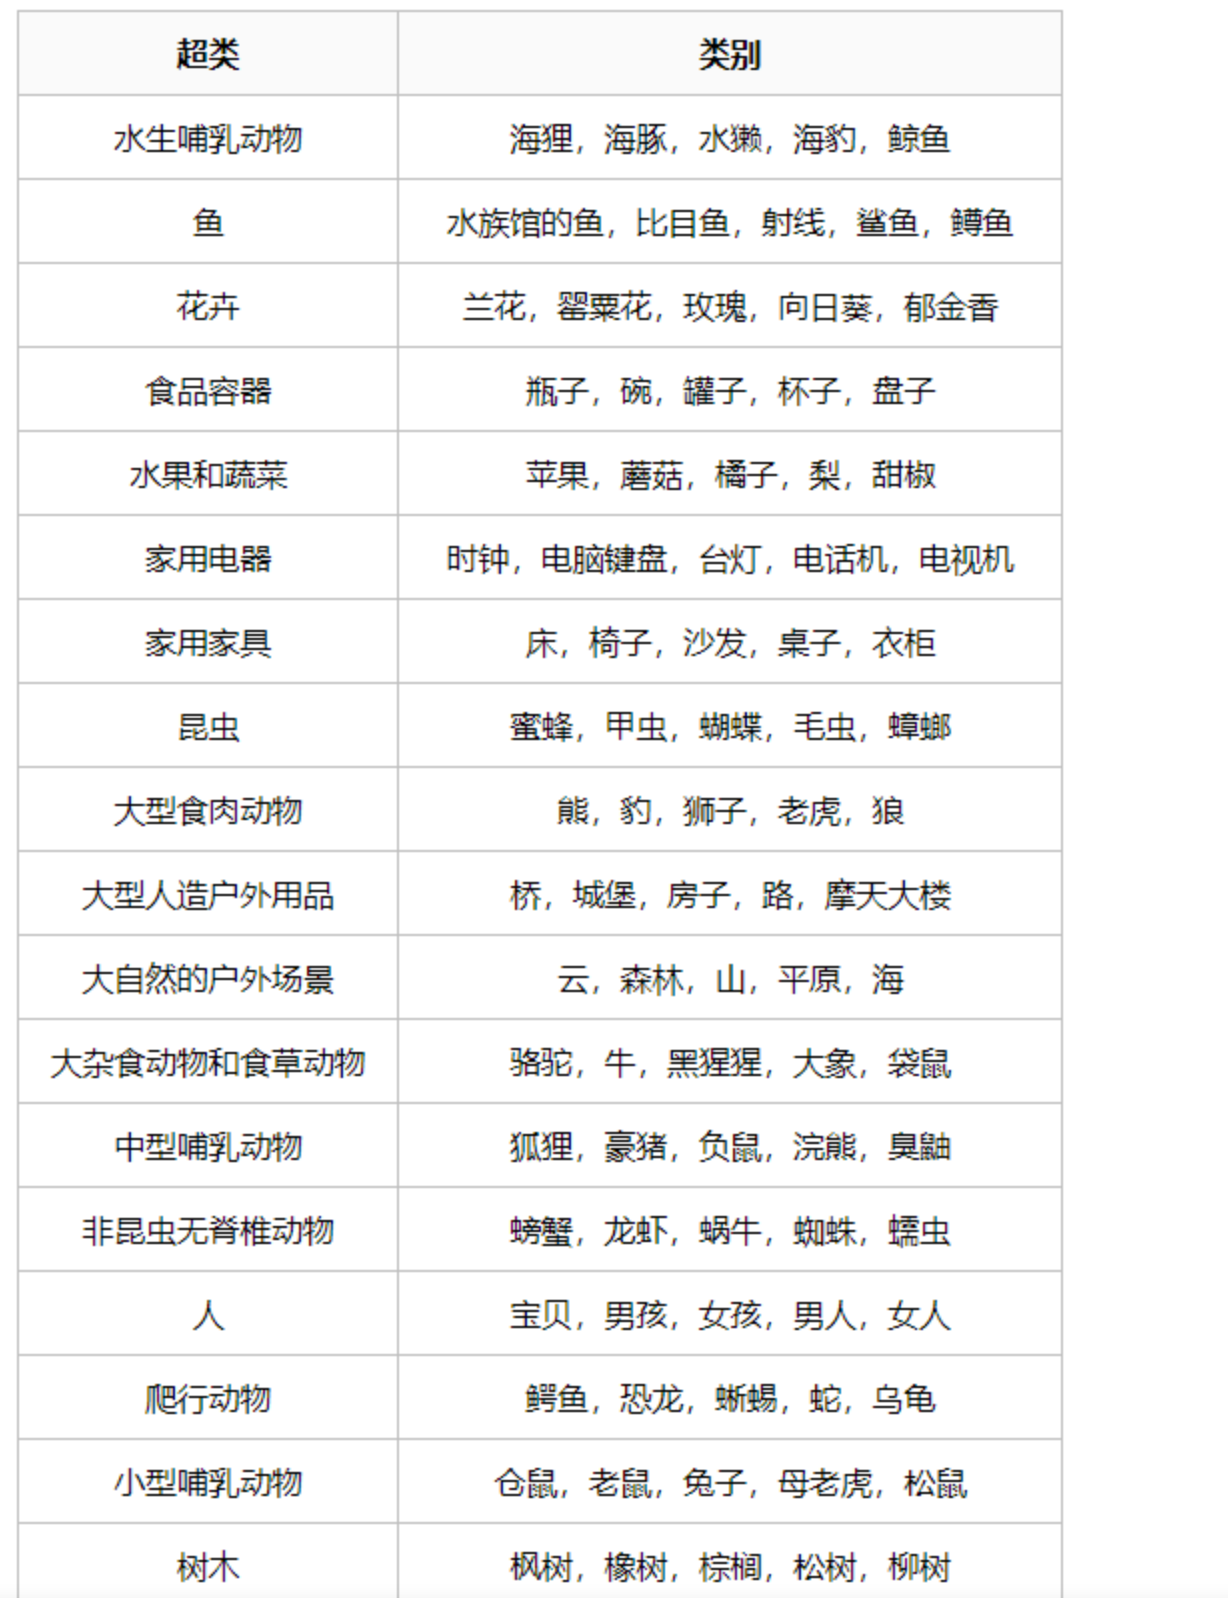 超类 类别
水生哺乳动物 海狸，海豚，水獭，海豹，鲸鱼
鱼 水族馆的鱼，比目鱼，射线，鲨鱼，鳟鱼
花卉 兰花，罂粟花，玫瑰，向日葵，郁金香
食品容器 瓶子，碗，罐子，杯子，盘子
水果和蔬菜 苹果，蘑菇，橘子，梨，甜椒
家用电器 时钟，电脑键盘，台灯，电话机，电视机
家用家具 床，椅子，沙发，桌子，衣柜
昆虫 蜜蜂，甲虫，蝴蝶，毛虫，蟑螂
大型食肉动物 熊，豹，狮子，老虎，狼
大型人造户外用品 桥，城堡，房子，路，摩天大楼
大自然的户外场景 云，森林，山，平原，海
大杂食动物和食草动物 骆驼，牛，黑猩猩，大象，袋鼠
中型哺乳动物 狐狸，豪猪，负鼠，浣熊，臭鼬
非昆虫无脊椎动物 螃蟹，龙虾，蜗牛，蜘蛛，蠕虫
人 宝贝，男孩，女孩，男人，女人
爬行动物 鳄鱼，恐龙，蜥蜴，蛇，乌龟
小型哺乳动物 仓鼠，老鼠，兔子，母老虎，松鼠
树木 枫树，橡树，棕榈，松树，柳树